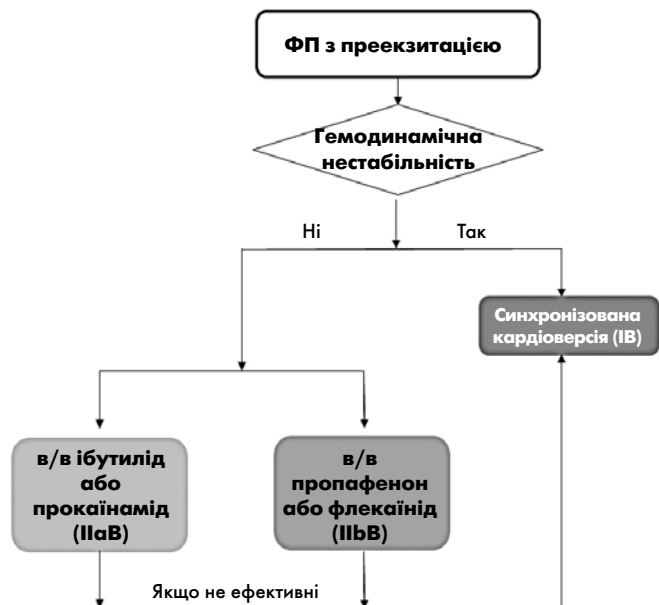 ФП з преекзитацією
Гемодинамічна
нестабільність
Ні
Так
Синхронізована
кардіоверсія (IB)
в/в ібутилід
або
прокаїнамід
(IIaB)
в/в
пропафенон
або флекаїнід
(IIbB)
Якщо не ефективні